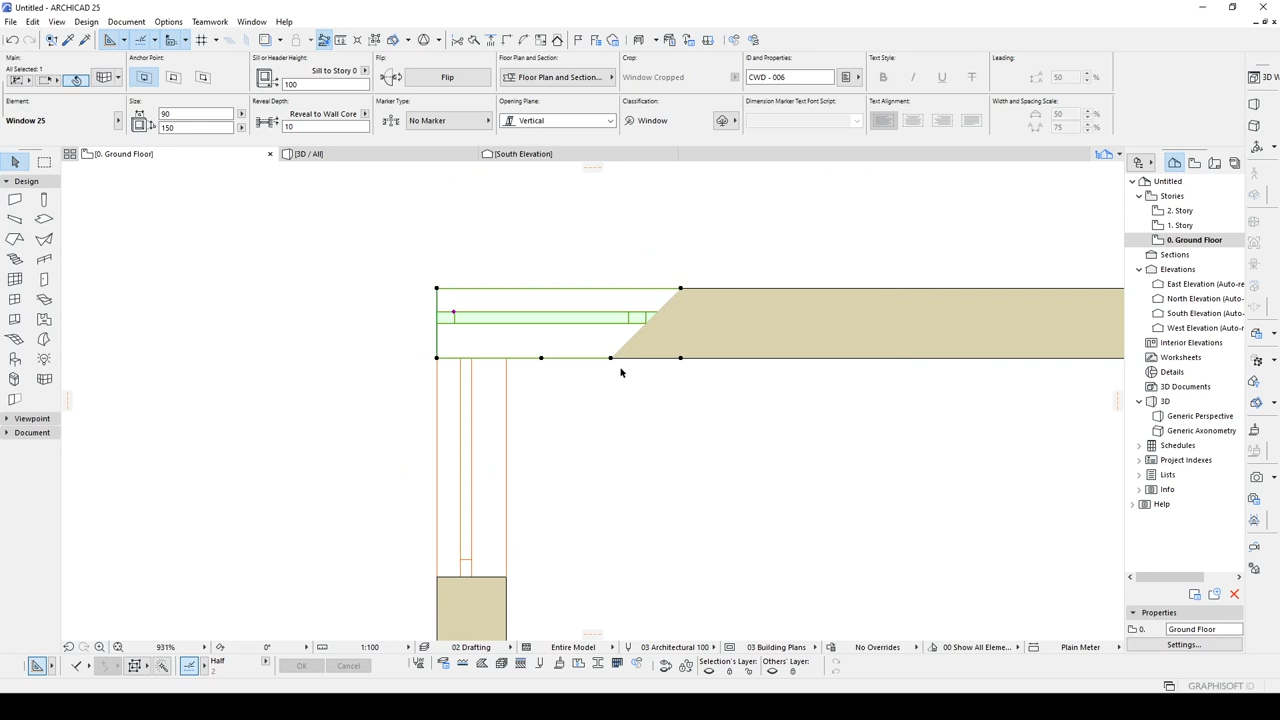 Untitled - ARCHICAD 25
File Edit View Design Document Options Teamwork Window Help
Main:
All Selected: 1
Anchor Point:
Sill or Header Height:
Sill to Story 0
100
Flip:
Flip
Floor Plan and Section:
Floor Plan and Section...
Crop:
Window Cropped
ID and Properties:
CWD - 006
Text Style:
B I U T
Leading:
50 %
Element:
Window 25
Size:
90
150
Reveal Depth:
Reveal to Wall Core
10
Marker Type:
No Marker
Opening Plane:
Vertical
Classification:
Window
Dimension Marker Text Font Script:
Text Alignment:
Width and Spacing Scale:
50 %
75 %
3D W
[0. Ground Floor]
[3D / All]
[South Elevation]
Design
Viewpoint
Document
Untitled
Stories
2. Story
1. Story
0. Ground Floor
Sections
Elevations
East Elevation (Auto-re
North Elevation (Auto-
South Elevation (Auto-
West Elevation (Auto-r
Interior Elevations
Worksheets
Details
3D Documents
3D
Generic Perspective
Generic Axonometry
Schedules
Project Indexes
Lists
Info
Help
Properties
0. Ground Floor
Settings...
931%
0°
1:100
02 Drafting
Entire Model
03 Architectural 100
03 Building Plans
No Overrides
00 Show All Eleme...
Plain Meter
Half
2
OK Cancel
Selection's Layer:
Others' Layer:
GRAPHISOFT ID